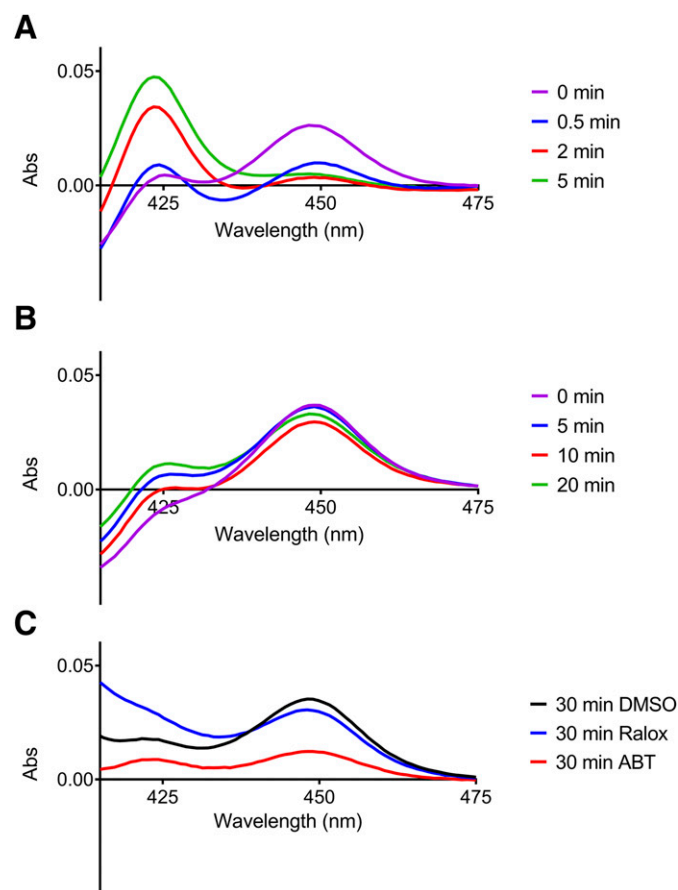 A
0.05
0.00
Abs
425
450
475
Wavelength (nm)
0 min
0.5 min
2 min
5 min
B
0.05
0.00
Abs
425
450
475
Wavelength (nm)
0 min
5 min
10 min
20 min
C
0.05
0.00
Abs
425
450
475
Wavelength (nm)
30 min DMSO
30 min Ralox
30 min ABT